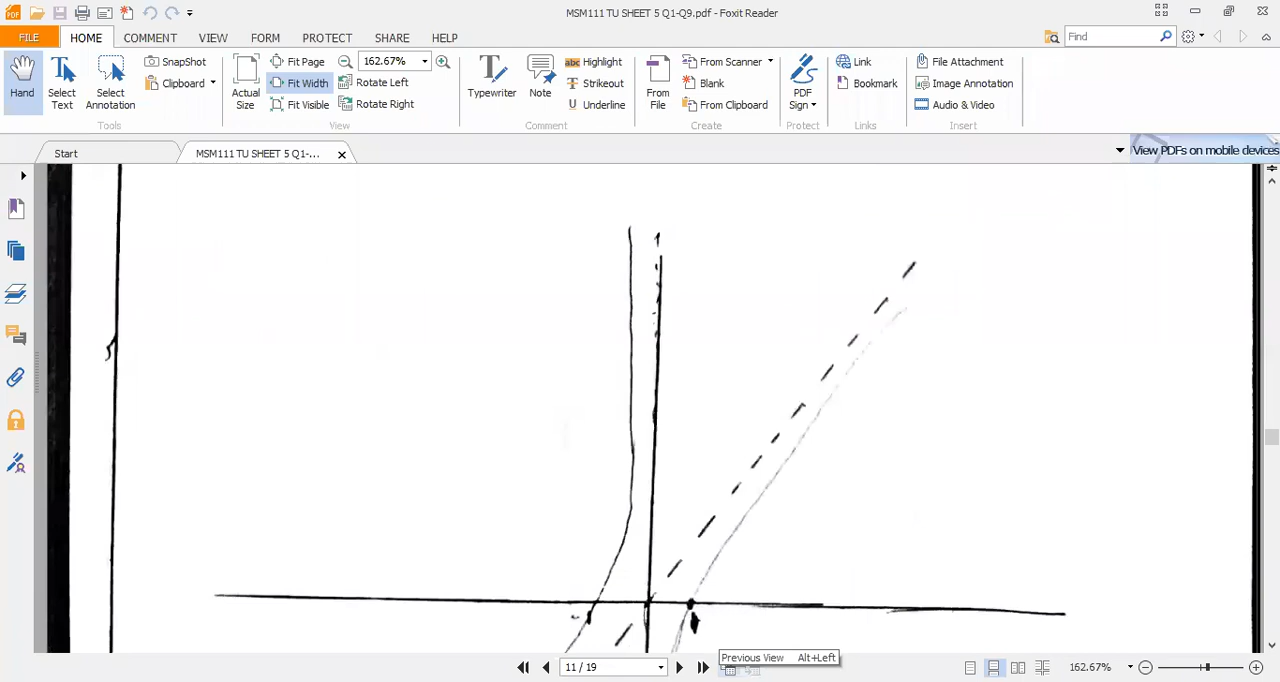 MSM111 TU SHEET 5 Q1-Q9.pdf - Foxit Reader
FILE HOME COMMENT VIEW FORM PROTECT SHARE HELP
Find
Hand
Select Text
Select Annotation
SnapShot
Clipboard
Tools
Actual Size
Fit Page
Fit Width
Fit Visible
162.67%
Rotate Left
Rotate Right
View
Typewriter
Note
Highlight
Strikeout
Underline
Comment
From File
From Scanner
Blank
From Clipboard
Create
PDF Sign
Protect
Link
Bookmark
Links
File Attachment
Image Annotation
Audio & Video
Insert
Start
MSM111 TU SHEET 5 Q1-...
View PDFs on mobile devices
Previous View Alt+Left
11 / 19
162.67%